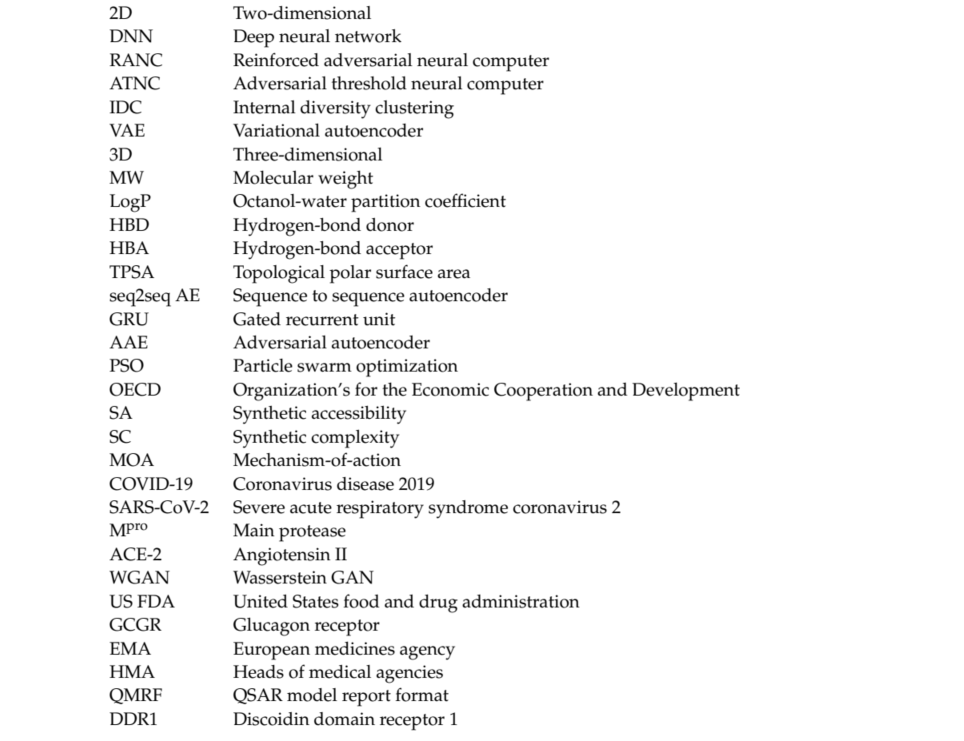 2D Two-dimensional
DNN Deep neural network
RANC Reinforced adversarial neural computer
ATNC Adversarial threshold neural computer
IDC Internal diversity clustering
VAE Variational autoencoder
3D Three-dimensional
MW Molecular weight
LogP Octanol-water partition coefficient
HBD Hydrogen-bond donor
HBA Hydrogen-bond acceptor
TPSA Topological polar surface area
seq2seq AE Sequence to sequence autoencoder
GRU Gated recurrent unit
AAE Adversarial autoencoder
PSO Particle swarm optimization
OECD Organization’s for the Economic Cooperation and Development
SA Synthetic accessibility
SC Synthetic complexity
MOA Mechanism-of-action
COVID-19 Coronavirus disease 2019
SARS-CoV-2 Severe acute respiratory syndrome coronavirus 2
Mpro Main protease
ACE-2 Angiotensin II
WGAN Wasserstein GAN
US FDA United States food and drug administration
GCGR Glucagon receptor
EMA European medicines agency
HMA Heads of medical agencies
QMRF QSAR model report format
DDR1 Discoidin domain receptor 1